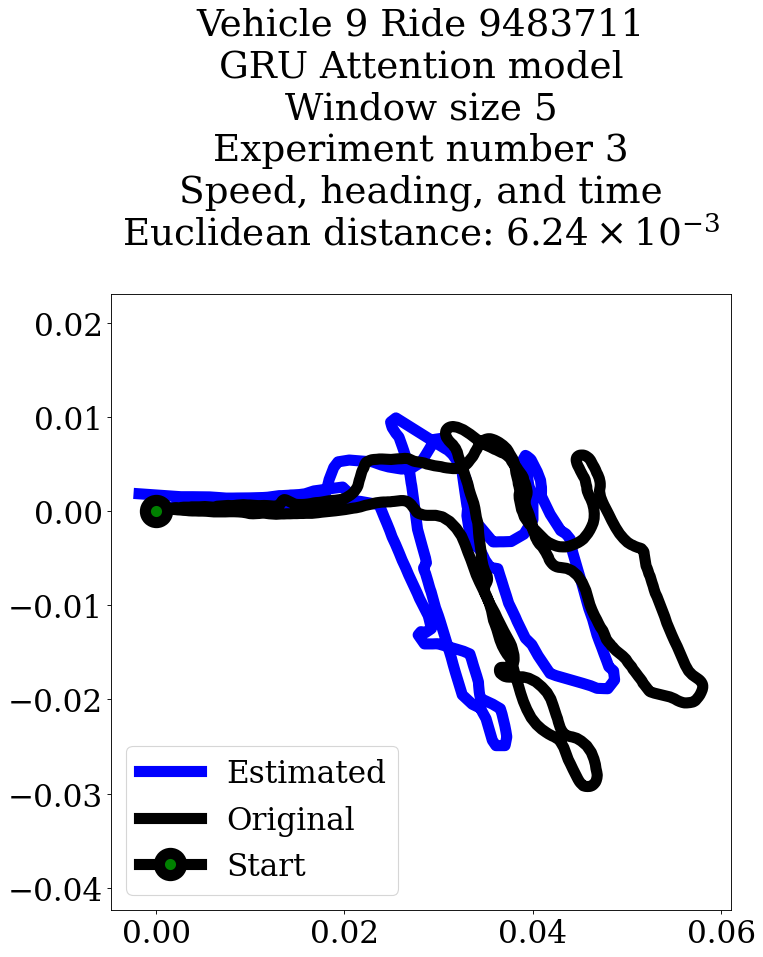 Vehicle 9 Ride 9483711
GRU Attention model
Window size 5
Experiment number 3
Speed, heading, and time
Euclidean distance: 6.24 × 10⁻³
0.02
0.01
0.00
−0.01
−0.02
−0.03
−0.04
Estimated
Original
Start
0.00 0.02 0.04 0.06